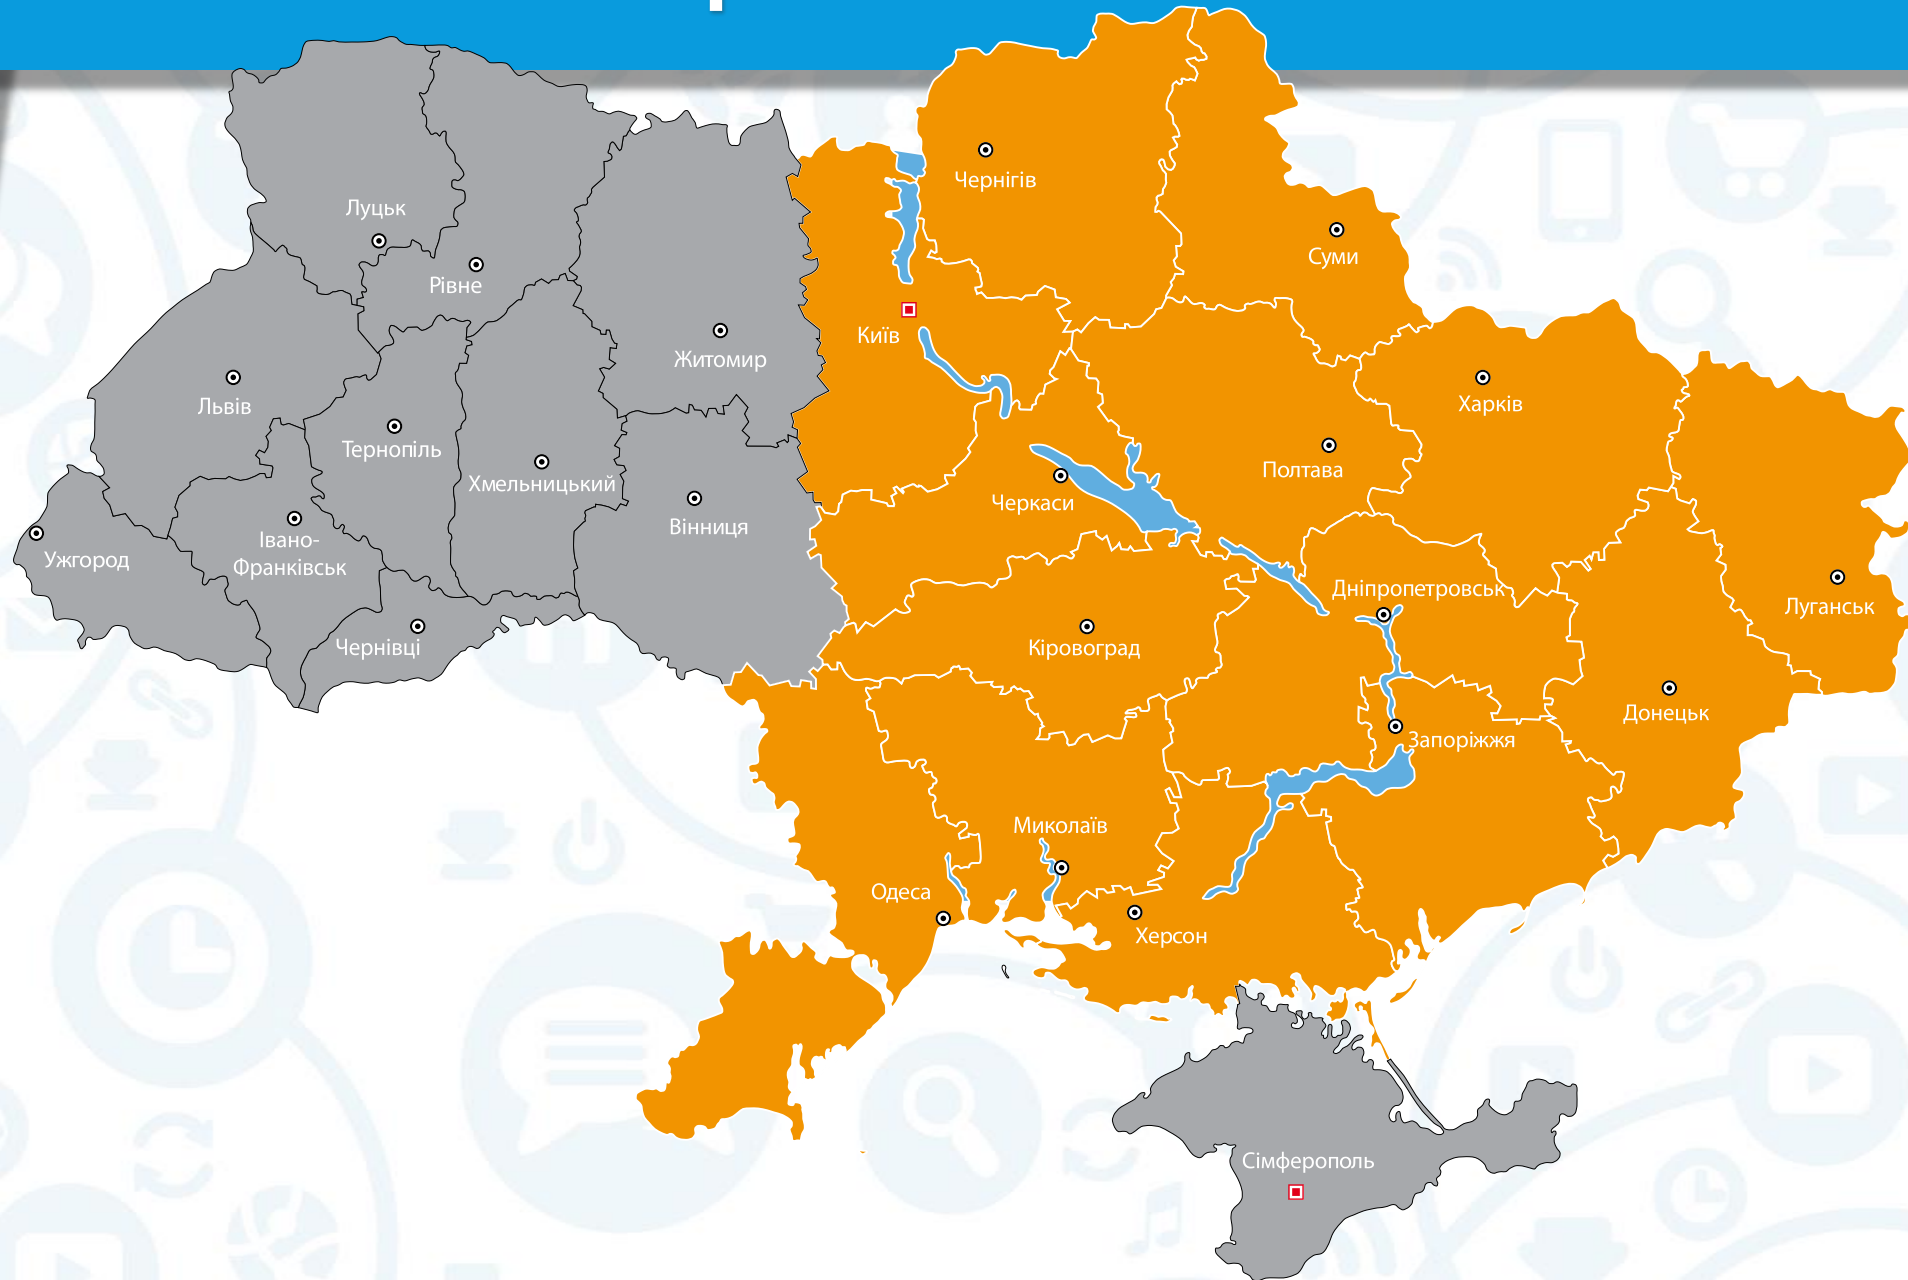 Чернігів
Луцьк
Суми
Рівне
Київ
Житомир
Львів
Харків
Тернопіль
Полтава
Хмельницький
Черкаси
Вінниця
Івано-
Франківськ
Ужгород
Дніпропетровськ
Луганськ
Чернівці
Кіровоград
Донецьк
Запоріжжя
Миколаїв
Одеса
Херсон
Сімферополь